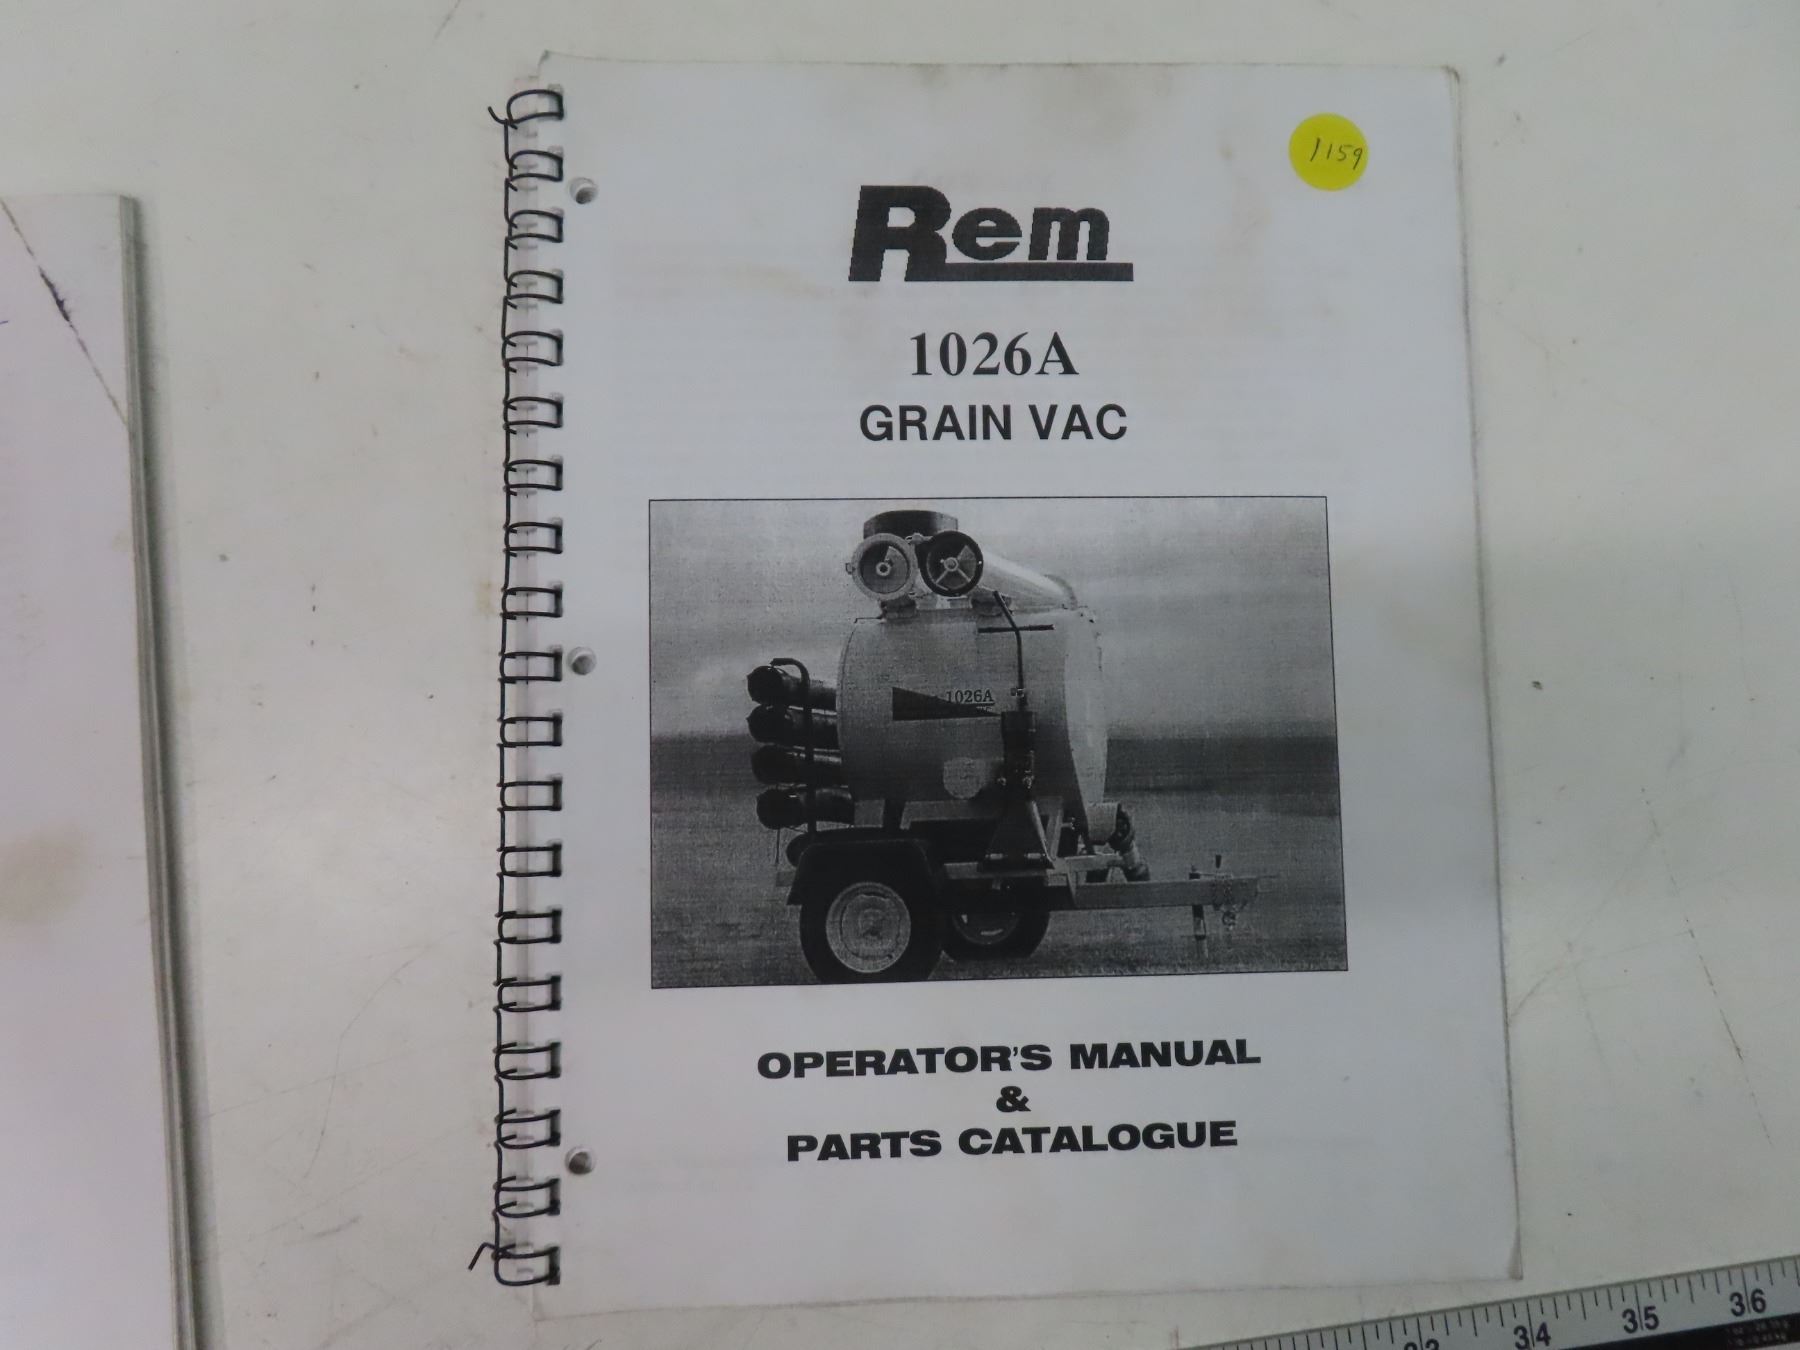 1159
Rem
1026A
GRAIN VAC
1026A
OPERATOR'S MANUAL
&
PARTS CATALOGUE
34 35 36